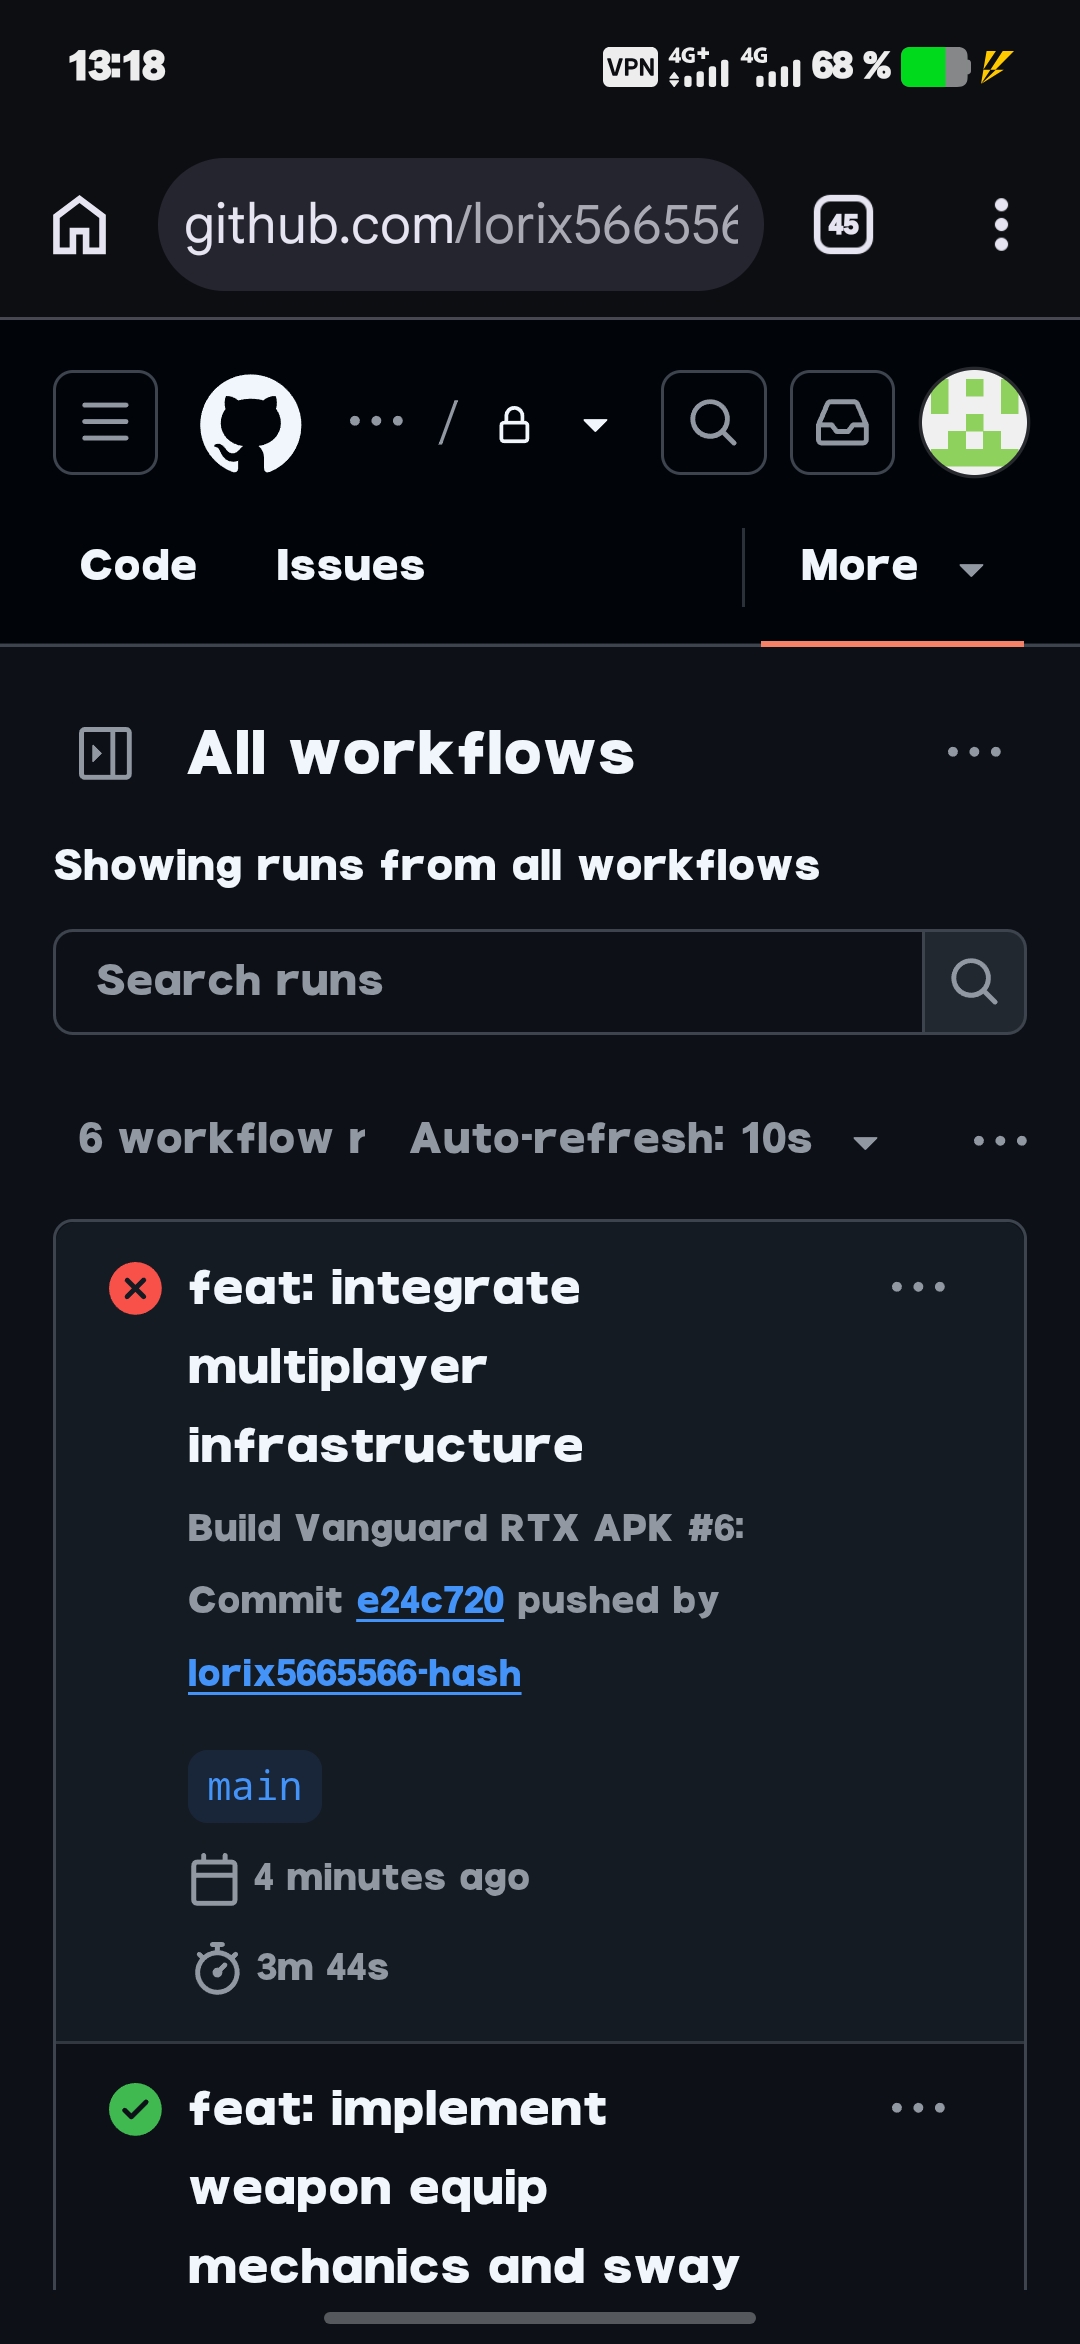 13:18
VPN 4G+ 4G 68 %
github.com/lorix566556
45
/
Code Issues More
All workflows
Showing runs from all workflows
Search runs
6 workflow r Auto-refresh: 10s
feat: integrate
multiplayer
infrastructure
Build Vanguard RTX APK #6:
Commit e24c720 pushed by
lorix5665566-hash
main
4 minutes ago
3m 44s
feat: implement
weapon equip
mechanics and sway